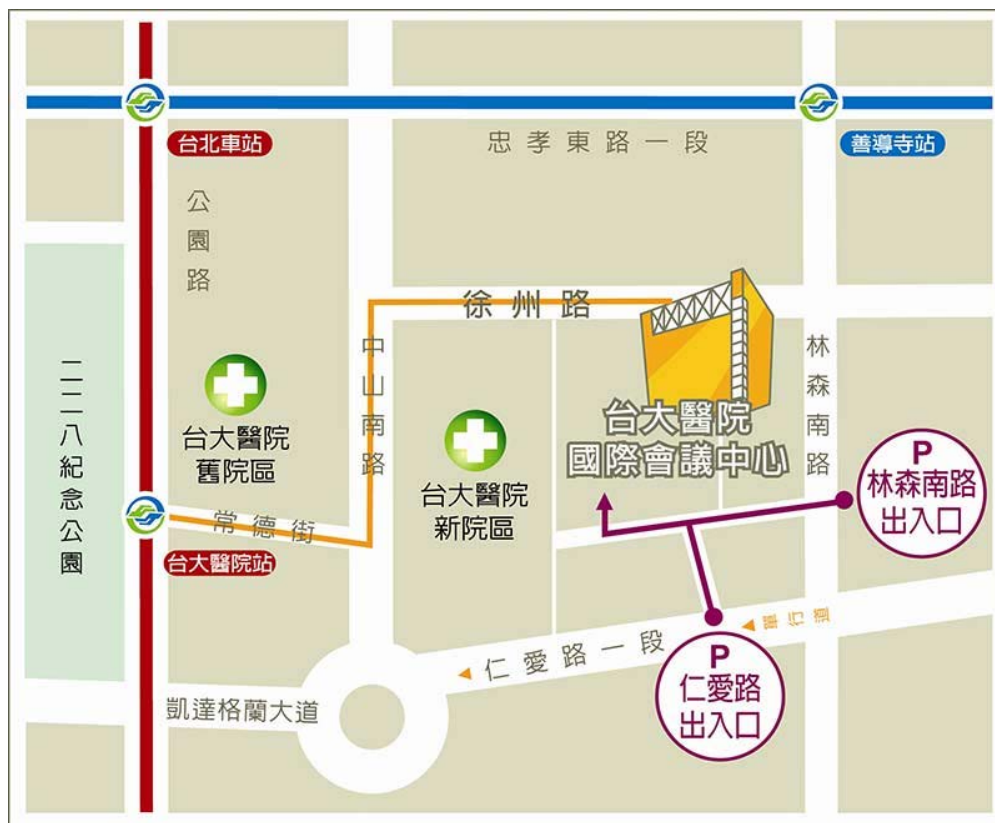 台北車站
忠孝東路一段
善導寺站
公園路
徐州路
中山南路
林森南路
二二八紀念公園
台大醫院
舊院區
台大醫院
新院區
台大醫院
國際會議中心
P
林森南路
出入口
常德街
台大醫院站
單行道
仁愛路一段
P
仁愛路
出入口
凱達格蘭大道